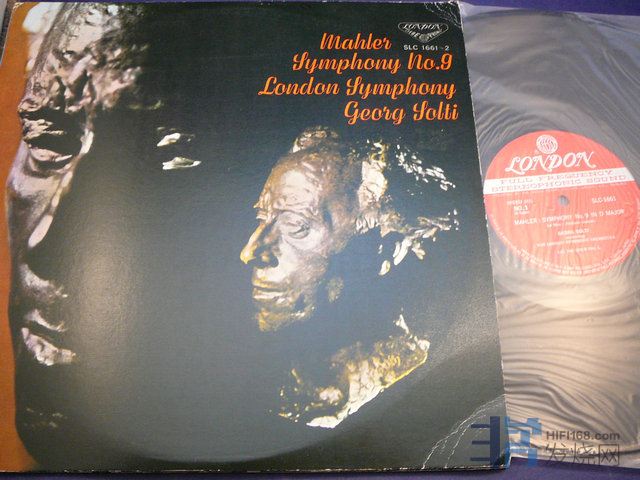 LONDON
SLC 1661~2
Mahler
Symphony No.9
London Symphony
Georg Solti
LONDON
FULL FREQUENCY
STEREOPHONIC SOUND
SLC-1661
MAHLER: SYMPHONY No. 9 IN D MAJOR
GEORG SOLTI
HiFi168.com
发烧网